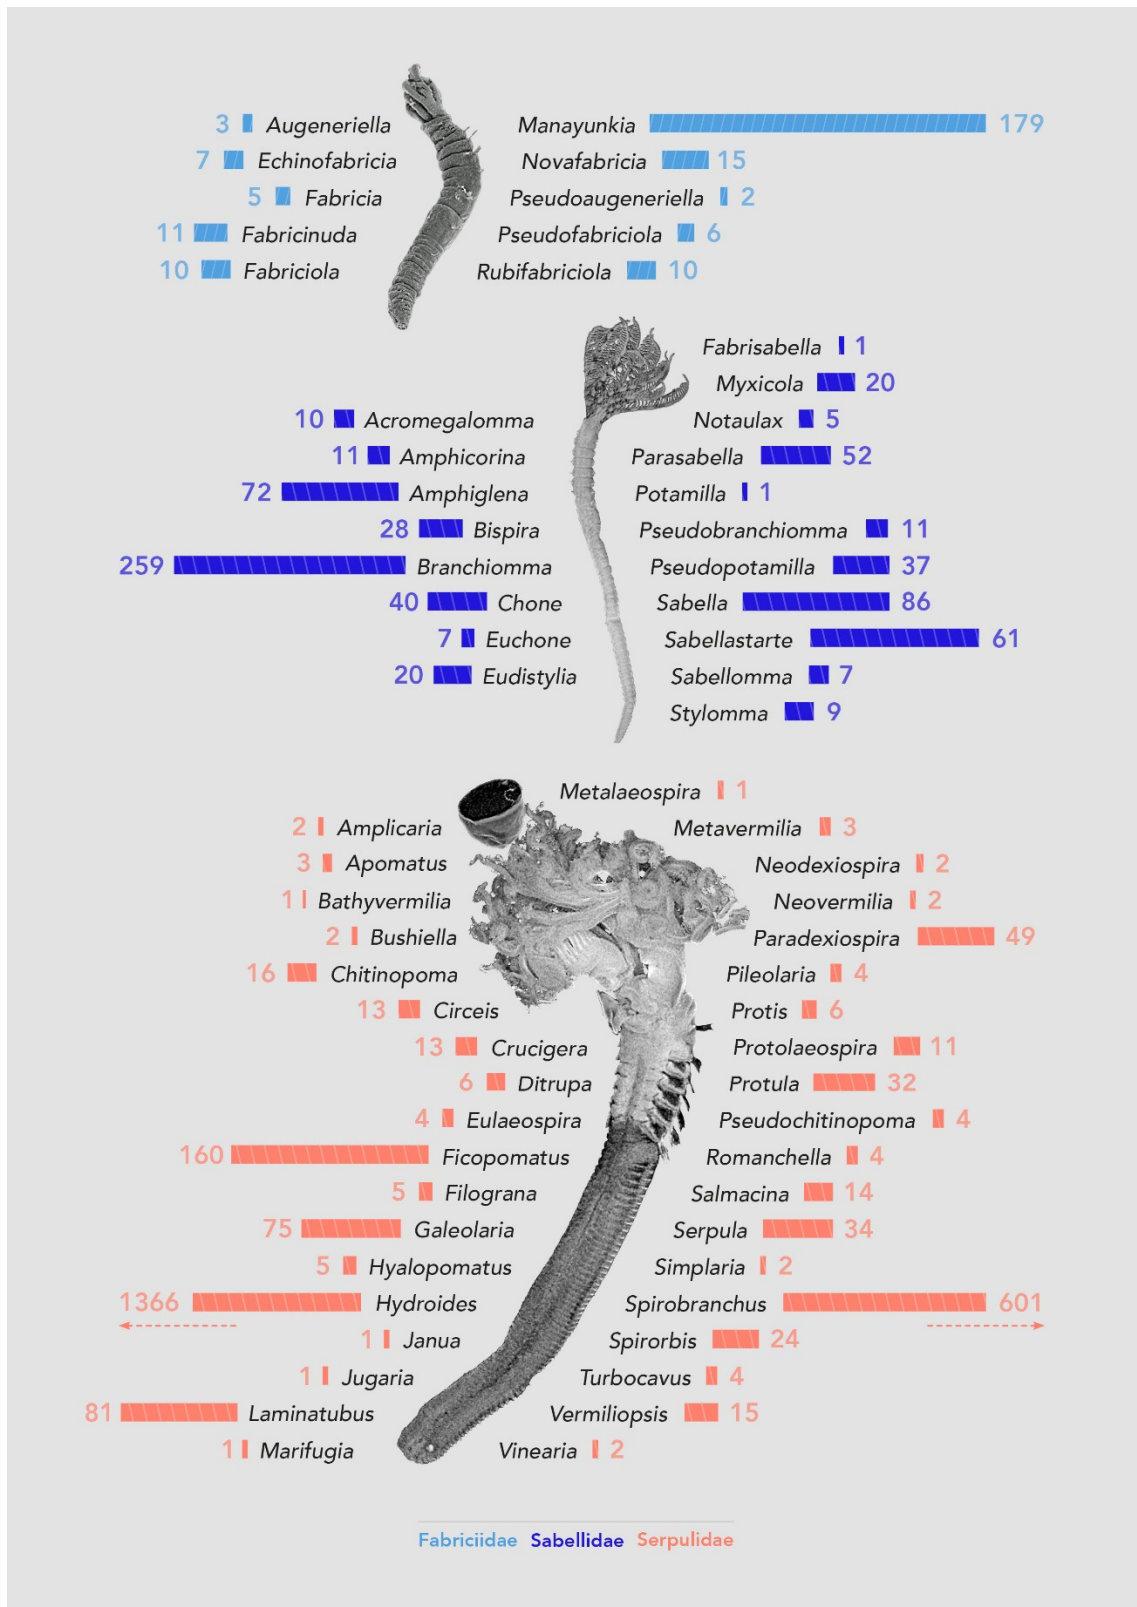 3 Augeneriella
7 Echinofabricia
5 Fabricia
11 Fabricinuda
10 Fabriciola
Manayunkia 179
Novafabricia 15
Pseudoaugeneriella 2
Pseudofabriciola 6
Rubifabriciola 10
10 Acromegalomma
11 Amphicorina
72 Amphiglena
28 Bispira
259 Branchiomma
40 Chone
7 Euchone
20 Eudistylia
Fabrisabella 1
Myxicola 20
Notaulax 5
Parasabella 52
Potamilla 1
Pseudobranchiomma 11
Pseudopotamilla 37
Sabella 86
Sabellastarte 61
Sabellomma 7
Stylomma 9
2 Amplicaria
3 Apomatus
1 Bathyvermilia
2 Bushiella
16 Chitinopoma
13 Circeis
13 Crucigera
6 Ditrupa
4 Eulaeospira
160 Ficopomatus
5 Filograna
75 Galeolaria
5 Hyalopomatus
1366 Hydroides
1 Janua
1 Jugaria
81 Laminatubus
1 Marifugia
Metalaeospira 1
Metavermilia 3
Neodexiospira 2
Neovermilia 2
Paradexiospira 49
Pileolaria 4
Protis 6
Protolaeospira 11
Protula 32
Pseudochitinopoma 4
Romanchella 4
Salmacina 14
Serpula 34
Simplaria 2
Spirobranchus 601
Spirorbis 24
Turbocavus 4
Vermiliopsis 15
Vinearia 2
Fabriciidae Sabellidae Serpulidae